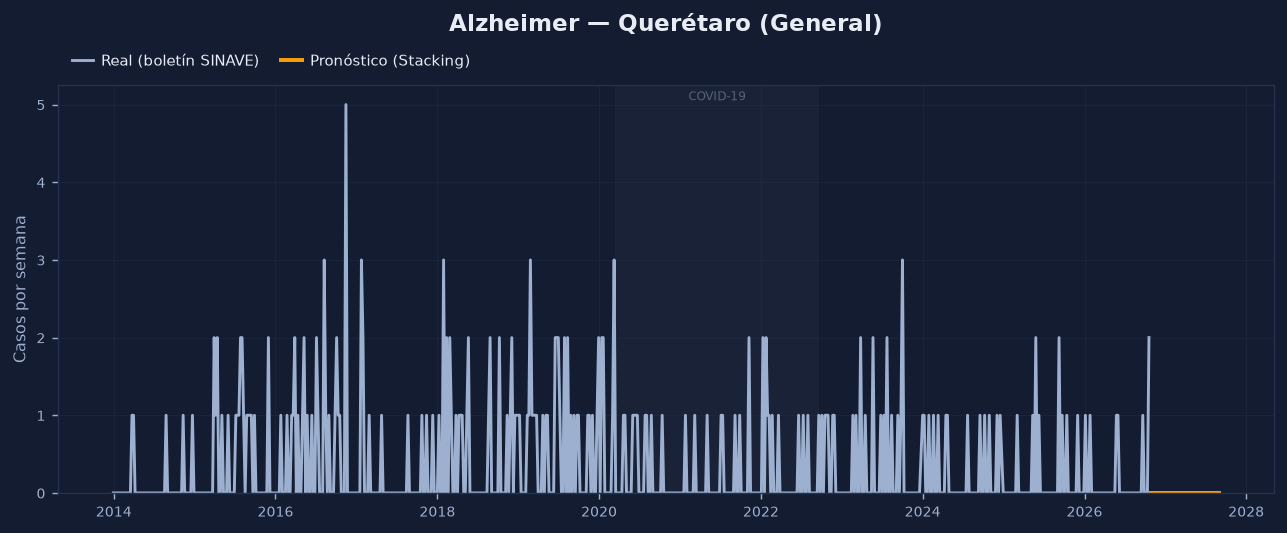 Alzheimer — Querétaro (General)
Real (boletín SINAVE)
Pronóstico (Stacking)
COVID-19
Casos por semana
5
4
3
2
1
0
2014
2016
2018
2020
2022
2024
2026
2028